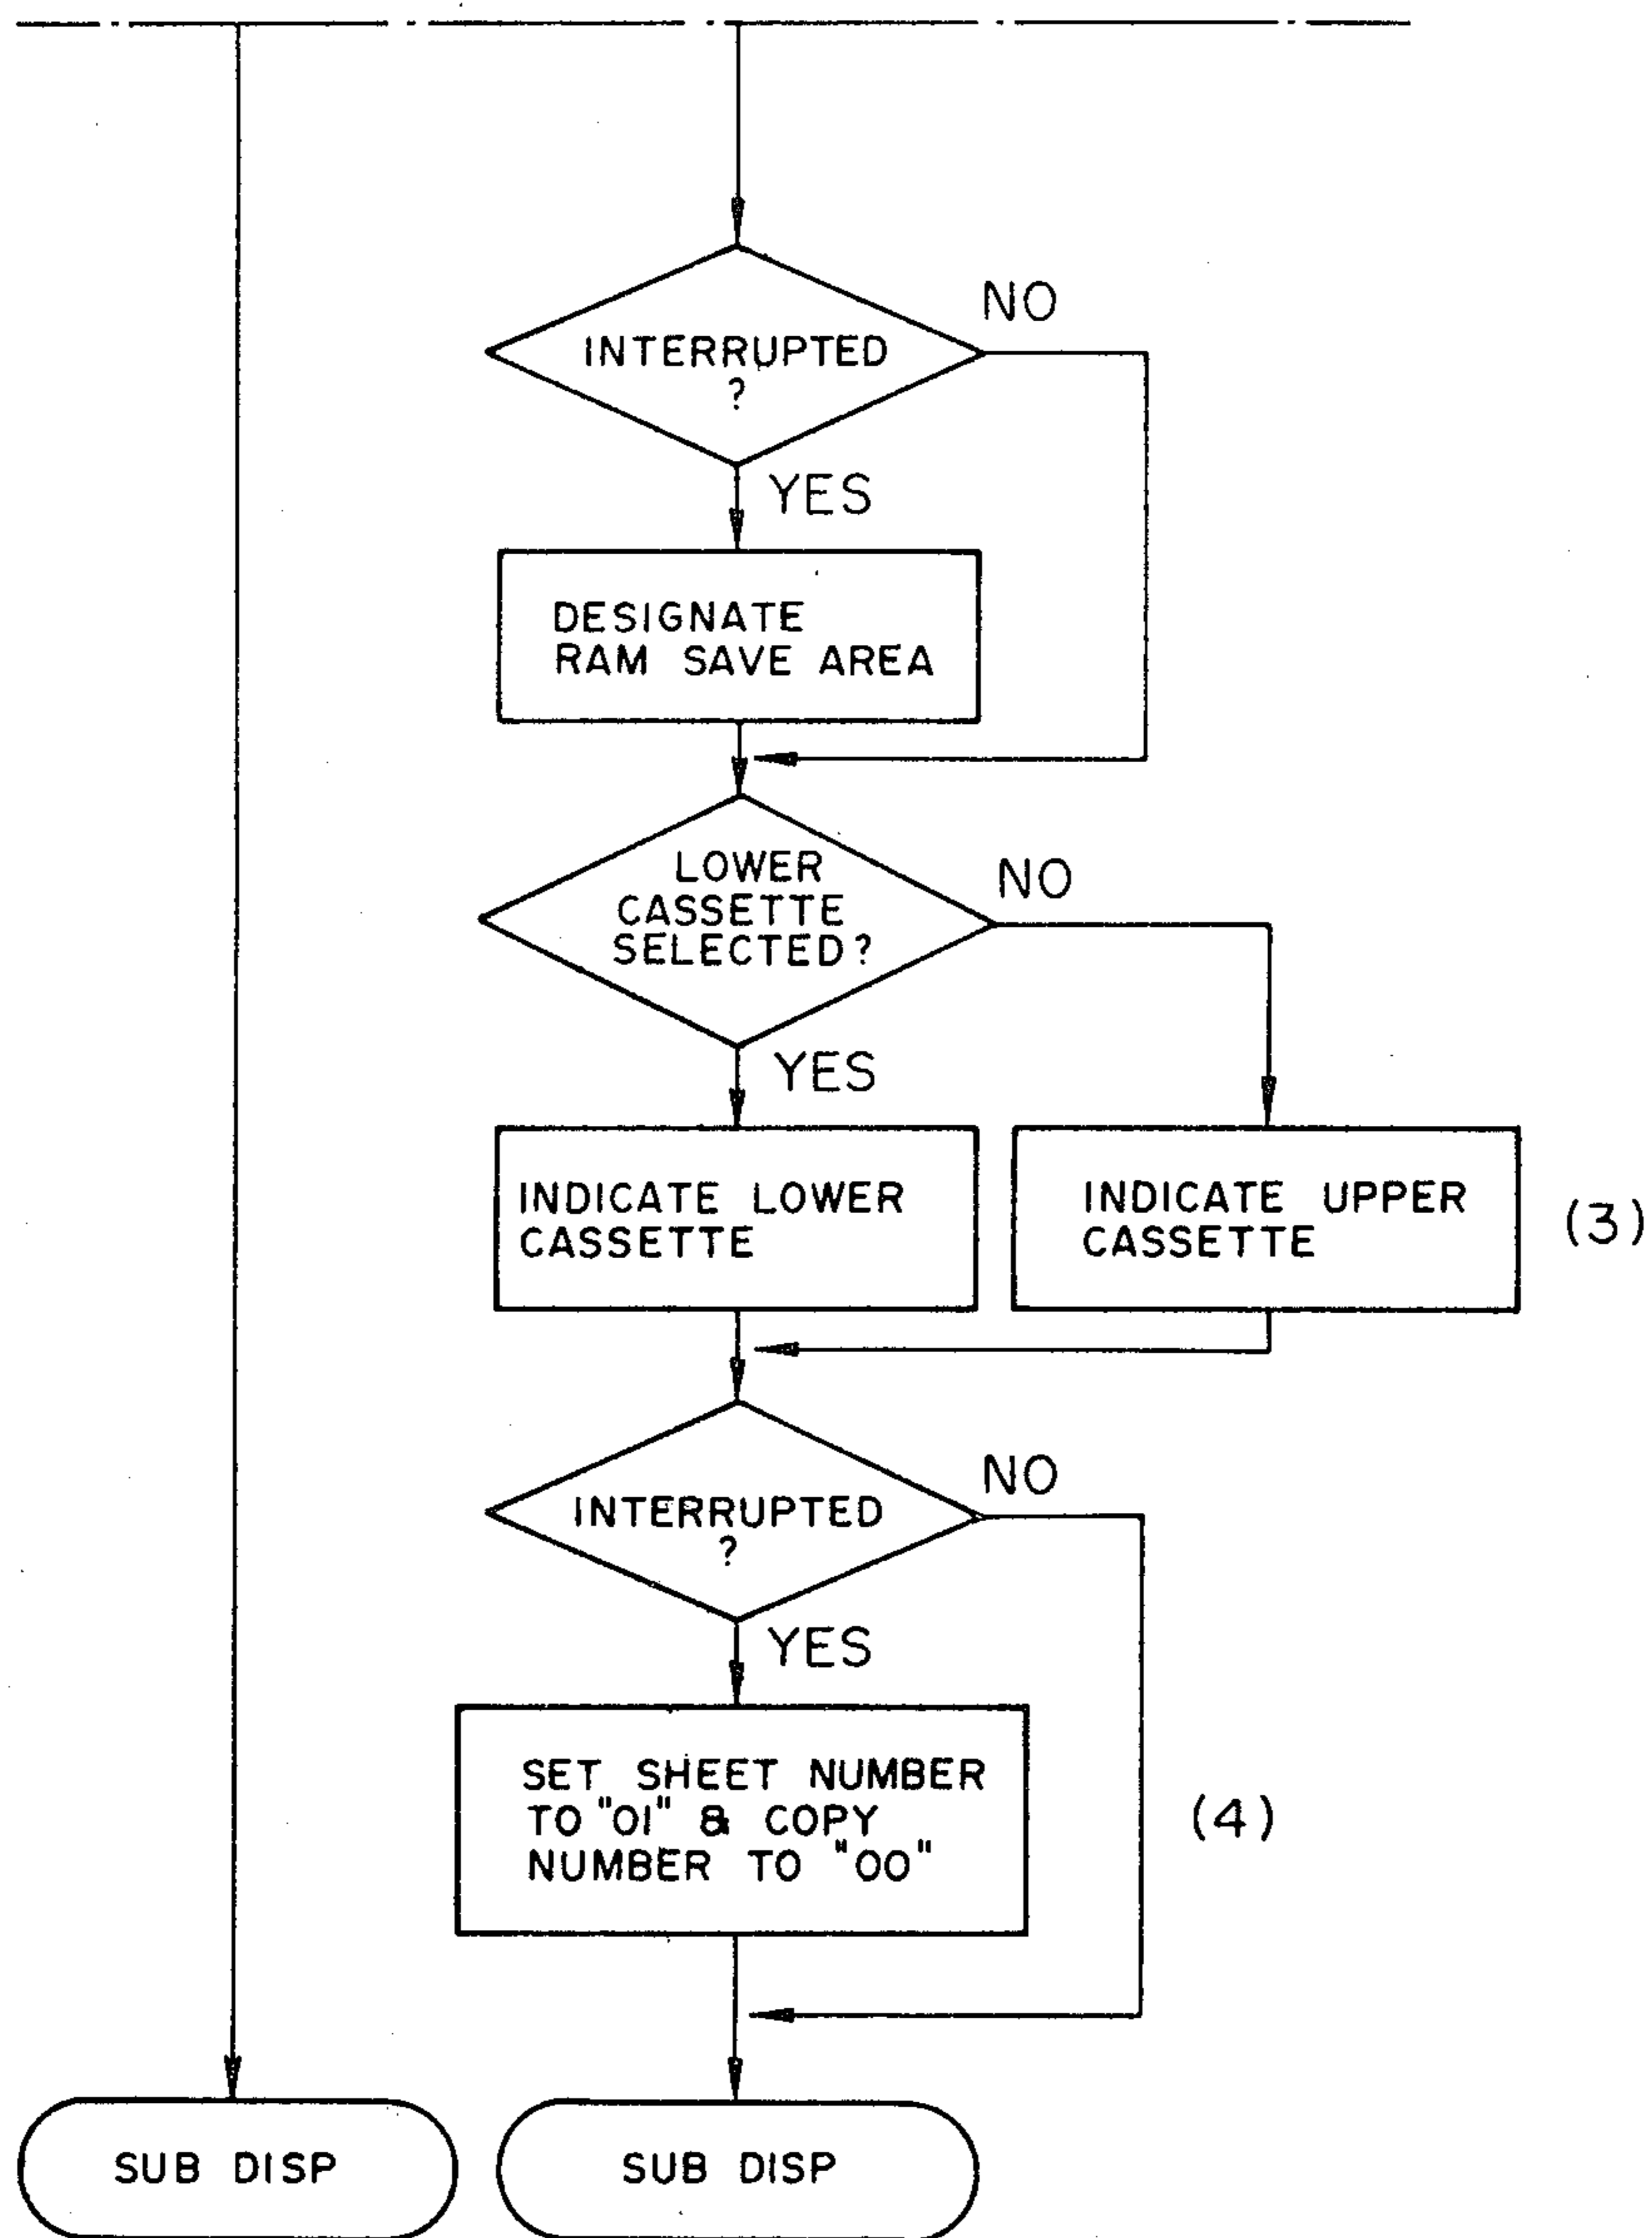 NO
INTERRUPTED
?
YES
DESIGNATE
RAM SAVE AREA
LOWER
CASSETTE
SELECTED?
NO
YES
INDICATE LOWER
CASSETTE
INDICATE UPPER
CASSETTE
(3)
NO
INTERRUPTED
?
YES
SET SHEET NUMBER
TO "01" & COPY
NUMBER TO "00"
(4)
SUB DISP
SUB DISP